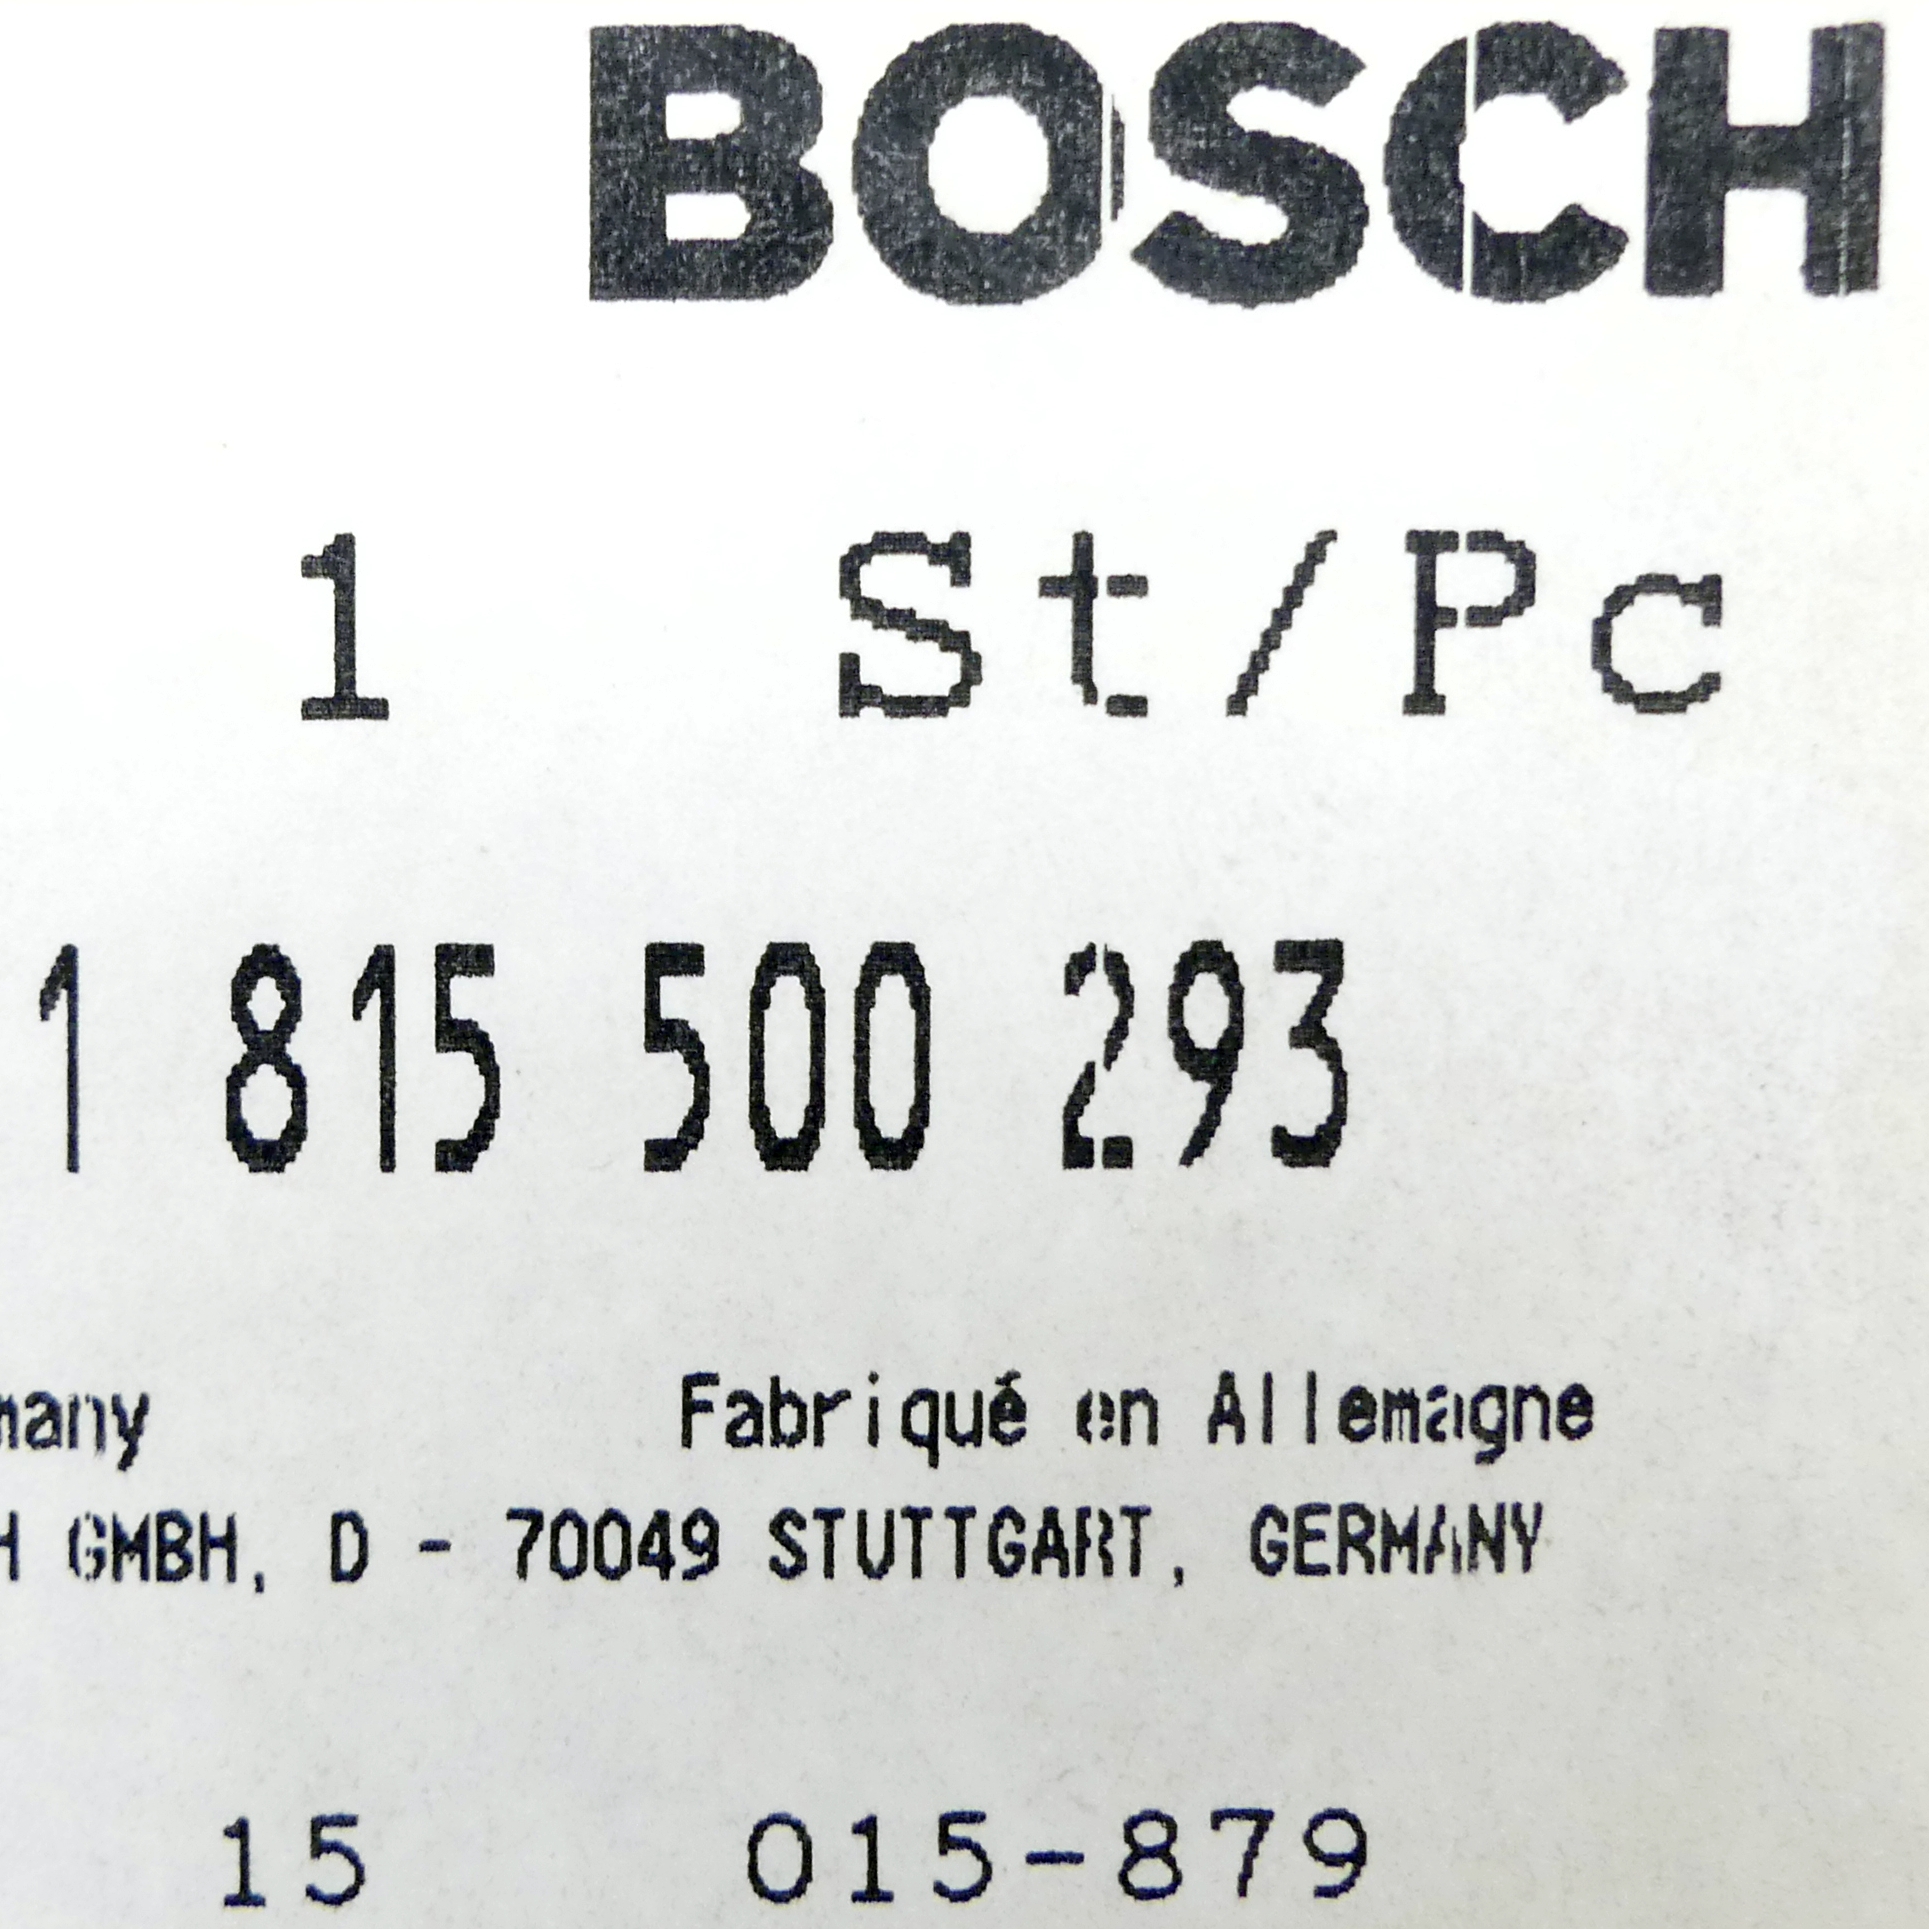 BOSCH
1 St/Pc
1 815 500 293
many Fabriqué en Allemagne
H GMBH, D - 70049 STUTTGART, GERMANY
15 015-879